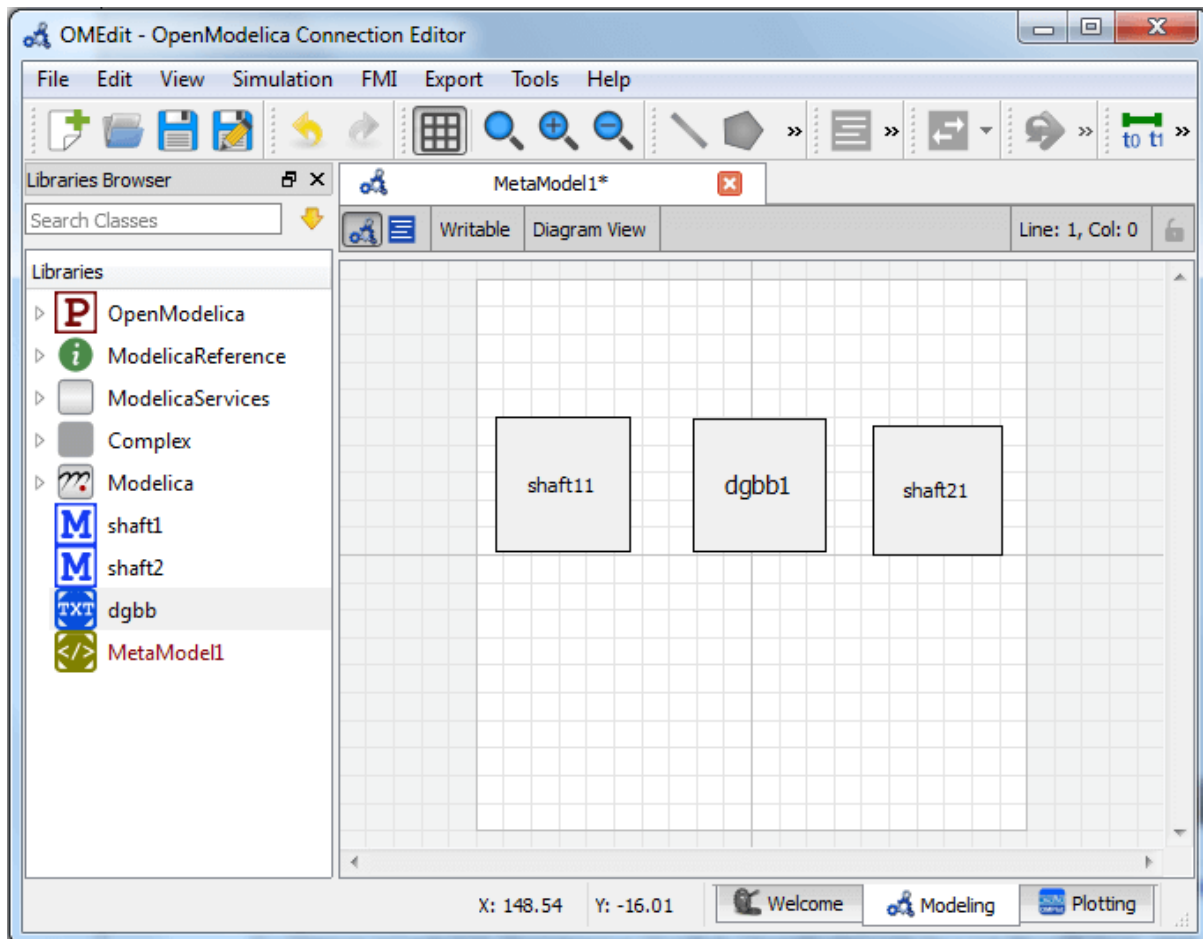 OMEdit - OpenModelica Connection Editor
File Edit View Simulation FMI Export Tools Help
t0 t1
Libraries Browser
MetaModel1*
Search Classes
Writable
Diagram View
Line: 1, Col: 0
Libraries
P OpenModelica
i ModelicaReference
ModelicaServices
Complex
Modelica
M shaft1
M shaft2
TXT dgbb
</> MetaModel1
shaft11
dgbb1
shaft21
X: 148.54
Y: -16.01
Welcome
Modeling
Plotting